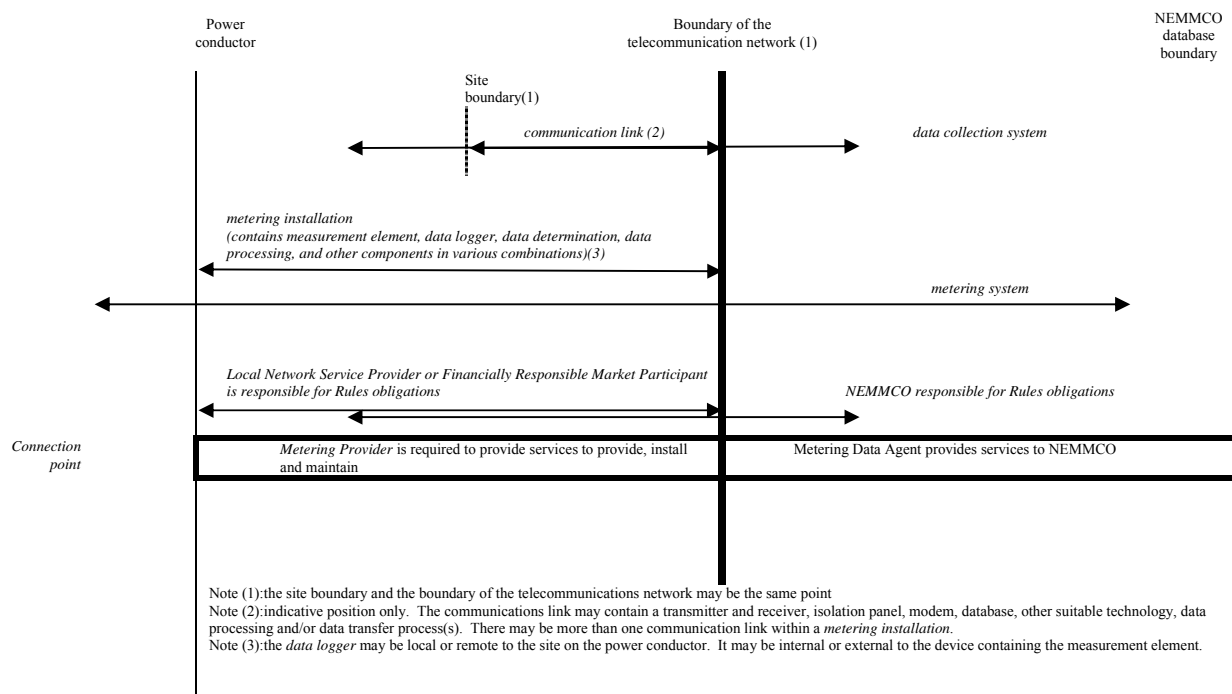 Power
conductor
Boundary of the
telecommunication network (1)
NEMMCO
database
boundary
Site
boundary(1)
communication link (2)
data collection system
metering installation
(contains measurement element, data logger, data determination, data
processing, and other components in various combinations)(3)
metering system
Local Network Service Provider or Financially Responsible Market Participant
is responsible for Rules obligations
NEMMCO responsible for Rules obligations
Connection
point
Metering Provider is required to provide services to provide, install
and maintain
Metering Data Agent provides services to NEMMCO
Note (1):the site boundary and the boundary of the telecommunications network may be the same point
Note (2):indicative position only. The communications link may contain a transmitter and receiver, isolation panel, modem, database, other suitable technology, data
processing and/or data transfer process(s). There may be more than one communication link within a metering installation.
Note (3):the data logger may be local or remote to the site on the power conductor. It may be internal or external to the device containing the measurement element.